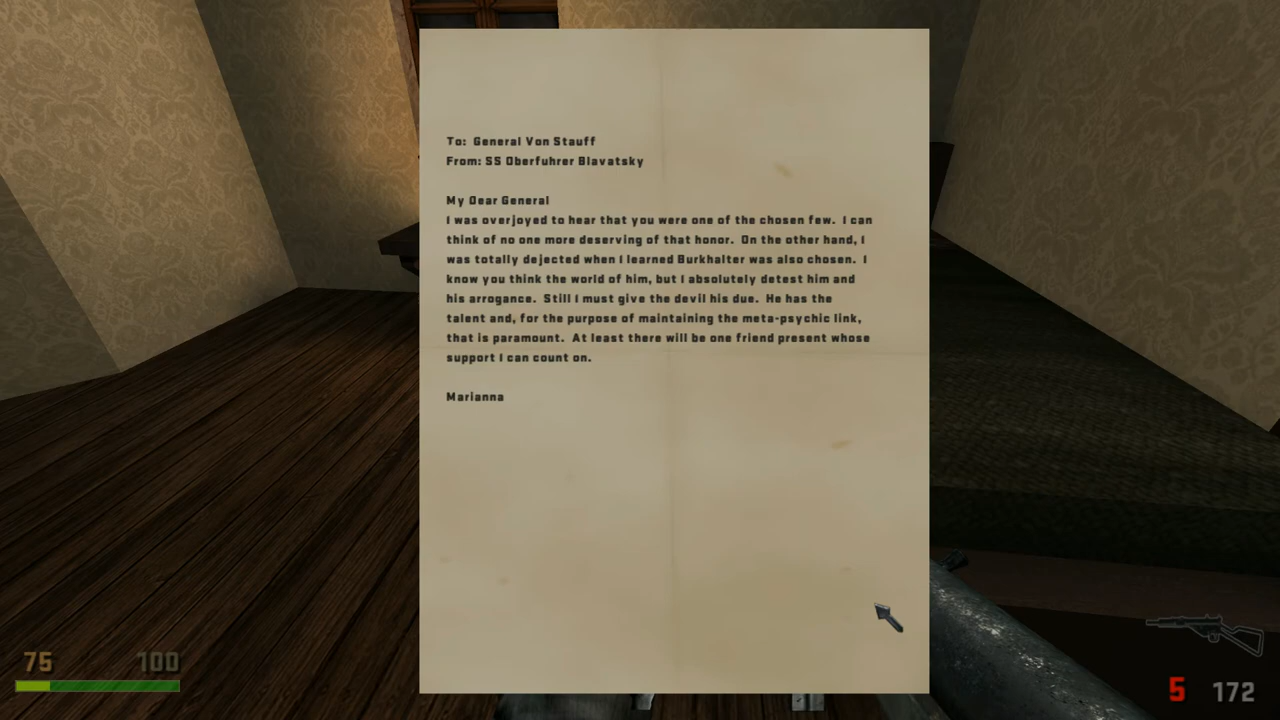 To: General Von Stauff
From: SS Oberfuhrer Blavatsky
My Dear General
I was overjoyed to hear that you were one of the chosen few. I can
think of no one more deserving of that honor. On the other hand, I
was totally dejected when I learned Burkhalter was also chosen. I
know you think the world of him, but I absolutely detest him and
his arrogance. Still I must give the devil his due. He has the
talent and, for the purpose of maintaining the meta-psychic link,
that is paramount. At least there will be one friend present whose
support I can count on.
Marianna
75 100
5 172